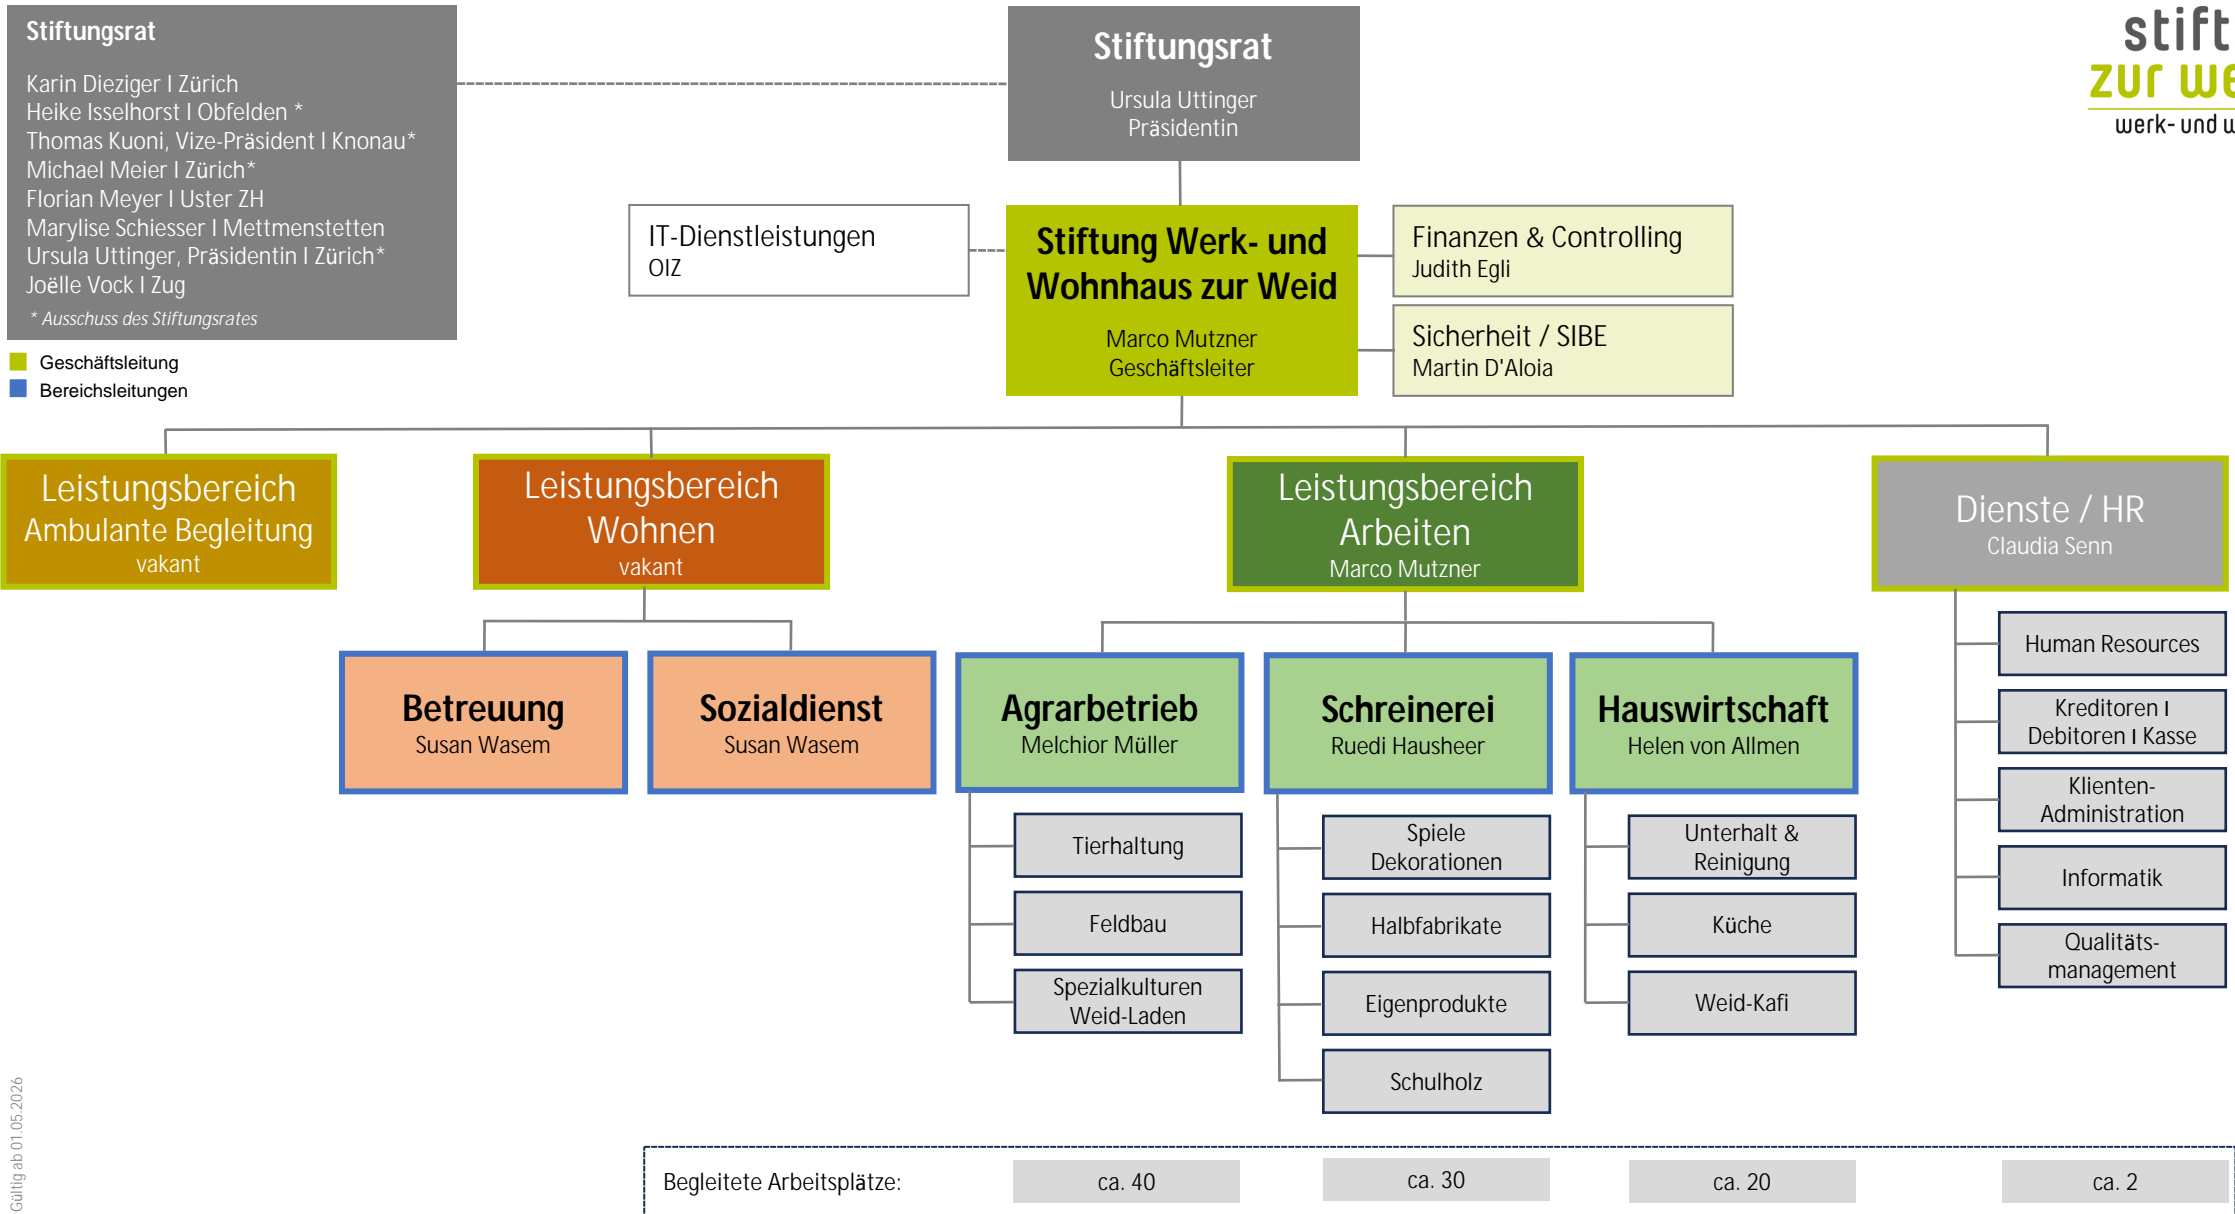 Stiftungsrat
Karin Dieziger I Zürich
Heike Isselhorst I Obfelden *
Thomas Kuoni, Vize-Präsident I Knonau*
Michael Meier I Zürich*
Florian Meyer I Uster ZH
Marylise Schiesser I Mettmenstetten
Ursula Uttinger, Präsidentin I Zürich*
Joëlle Vock I Zug
* Ausschuss des Stiftungsrates
Geschäftsleitung
Bereichsleitungen
Stiftungsrat
Ursula Uttinger
Präsidentin
stift
zur we
werk- und w
IT-Dienstleistungen
OIZ
Stiftung Werk- und
Wohnhaus zur Weid
Marco Mutzner
Geschäftsleiter
Finanzen & Controlling
Judith Egli
Sicherheit / SIBE
Martin D'Aloia
Leistungsbereich
Ambulante Begleitung
vakant
Leistungsbereich
Wohnen
vakant
Leistungsbereich
Arbeiten
Marco Mutzner
Dienste / HR
Claudia Senn
Betreuung
Susan Wasem
Sozialdienst
Susan Wasem
Agrarbetrieb
Melchior Müller
Schreinerei
Ruedi Hausheer
Hauswirtschaft
Helen von Allmen
Tierhaltung
Feldbau
Spezialkulturen
Weid-Laden
Spiele
Dekorationen
Halbfabrikate
Eigenprodukte
Schulholz
Unterhalt &
Reinigung
Küche
Weid-Kafi
Human Resources
Kreditoren I
Debitoren I Kasse
Klienten-
Administration
Informatik
Qualitäts-
management
Begleitete Arbeitsplätze:
ca. 40
ca. 30
ca. 20
ca. 2
Gültig ab 01.05.2026